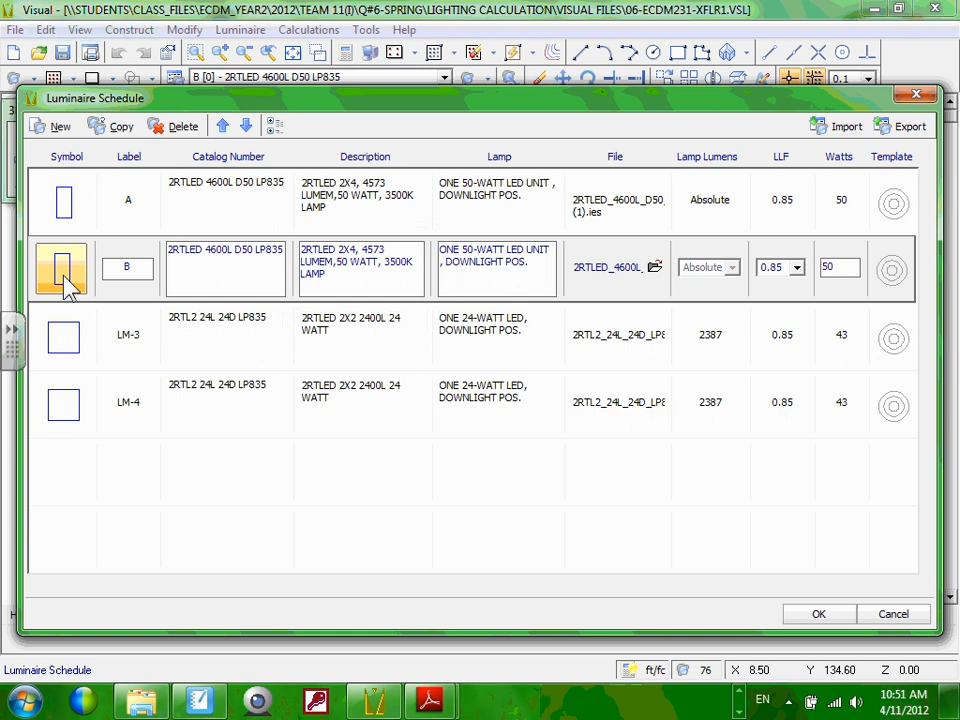 Visual - [\\STUDENTS\CLASS_FILES\ECDM_YEAR2\2012\TEAM 11(I)\Q#6-SPRING\LIGHTING CALCULATION\VISUAL FILES\06-ECDM231-XFLR1.VSL]
File Edit View Construct Modify Luminaire Calculations Tools Help
B [0] - 2RTLED 4600L D50 LP835
0.1
Luminaire Schedule
New Copy Delete Import Export
Symbol Label Catalog Number Description Lamp File Lamp Lumens LLF Watts Template
A
2RTLED 4600L D50 LP835
2RTLED 2X4, 4573
LUMEM,50 WATT, 3500K
LAMP
ONE 50-WATT LED UNIT ,
DOWNLIGHT POS.
2RTLED_4600L_D50_
(1).ies
Absolute
0.85
50
B
2RTLED 4600L D50 LP835
2RTLED 2X4, 4573
LUMEM,50 WATT, 3500K
LAMP
ONE 50-WATT LED UNIT
, DOWNLIGHT POS.
2RTLED_4600L_
Absolute
0.85
50
LM-3
2RTL2 24L 24D LP835
2RTLED 2X2 2400L 24
WATT
ONE 24-WATT LED,
DOWNLIGHT POS.
2RTL2_24L_24D_LP8
2387
0.85
43
LM-4
2RTL2 24L 24D LP835
2RTLED 2X2 2400L 24
WATT
ONE 24-WATT LED,
DOWNLIGHT POS.
2RTL2_24L_24D_LP8
2387
0.85
43
OK Cancel
Luminaire Schedule
ft/fc 76 X 8.50 Y 134.60 Z 0.00
EN
10:51 AM
4/11/2012